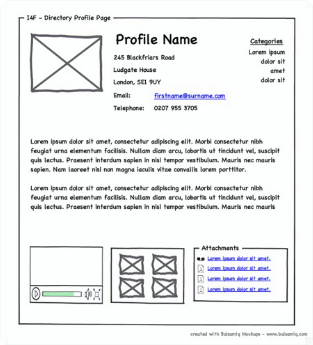 I4F - Directory Profile Page
Profile Name
Categories
Lorem ipsum
dolor sit
amet
dolor sit
245 Blackfriars Road
Ludgate House
London, SE1 9UY
Email: firstname@surname.com
Telephone: 0207 955 3705
Lorem ipsum dolor sit amet, consectetur adipiscing elit. Morbi consectetur nibh
feugiat urna elementum facilisis. Nullam diam arcu, lobortis ut tincidunt vel, suscipit
quis lectus. Praesent interdum sapien in nisi tempor vestibulum. Mauris nec mauris
sapien. Nam laoreet nisl non magna iaculis vitae convallis lorem porttitor.
Lorem ipsum dolor sit amet, consectetur adipiscing elit. Morbi consectetur nibh
feugiat urna elementum facilisis. Nullam diam arcu, lobortis ut tincidunt vel, suscipit
quis lectus. Praesent interdum sapien in nisi tempor vestibulum. Mauris nec mauris
Attachments
Lorem ipsum dolor sit amet,
Lorem ipsum dolor sit amet,
Lorem ipsum dolor sit amet,
Lorem ipsum dolor sit amet,
created with Balsamiq Mockups - www.balsamiq.com